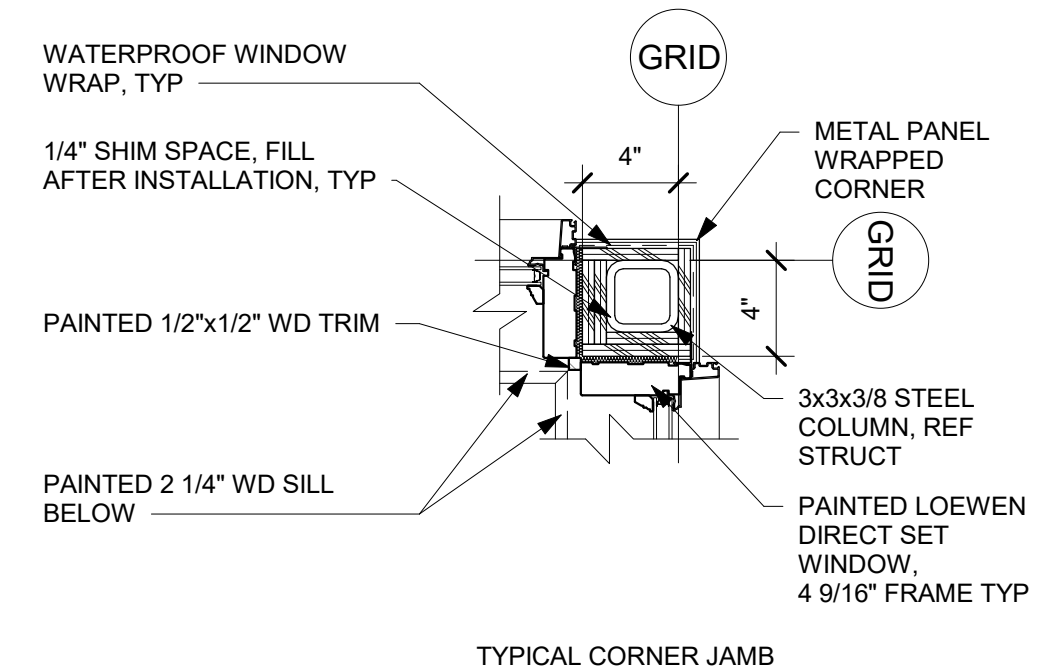 WATERPROOF WINDOW
WRAP, TYP
1/4" SHIM SPACE, FILL
AFTER INSTALLATION, TYP
PAINTED 1/2"x1/2" WD TRIM
PAINTED 2 1/4" WD SILL
BELOW
GRID
4"
METAL PANEL
WRAPPED
CORNER
GRID
4"
3x3x3/8 STEEL
COLUMN, REF
STRUCT
PAINTED LOEWEN
DIRECT SET
WINDOW,
4 9/16" FRAME TYP
TYPICAL CORNER JAMB